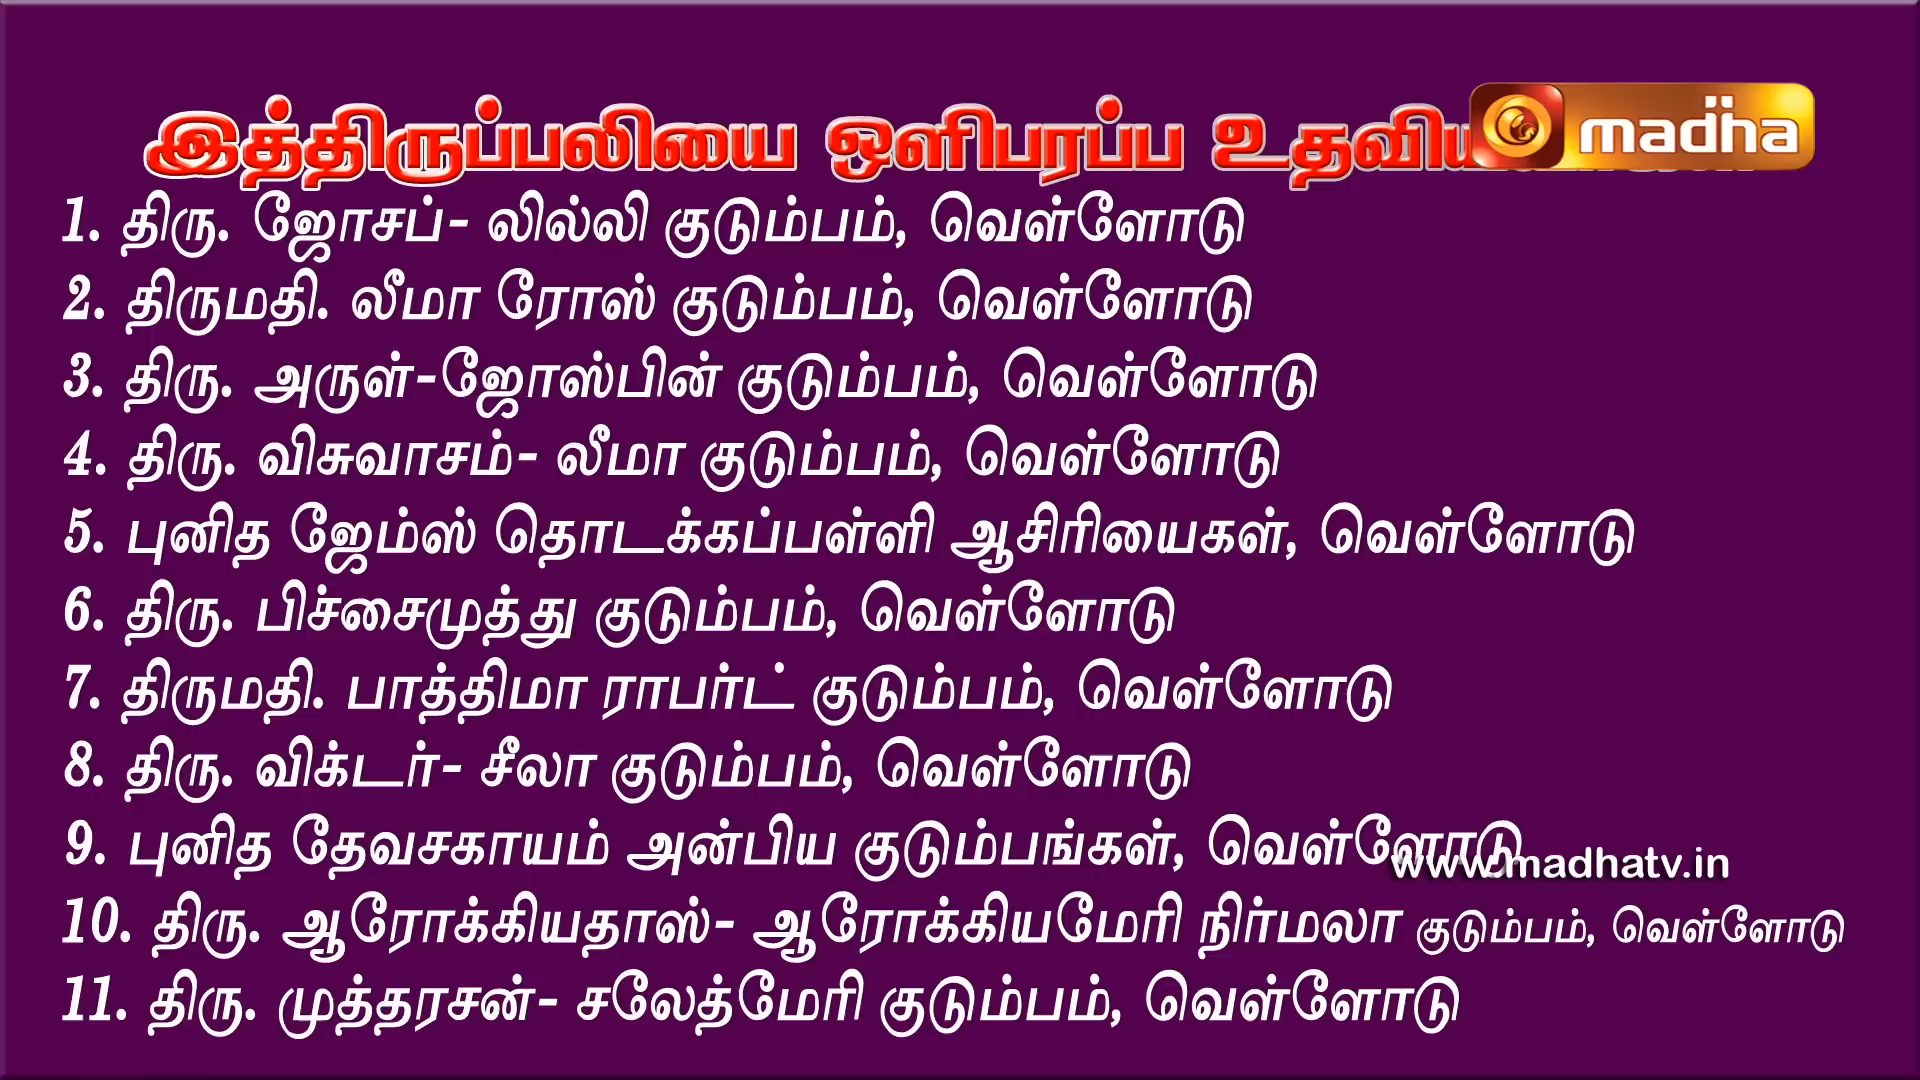 இத்திருப்பலியை ஒளிபரப்ப
madha
1. திரு. ஜோசப்- லில்லி குடும்பம், வெள்ளோடு
2. திருமதி. லீமா ரோஸ் குடும்பம், வெள்ளோடு
3. திரு. அருள்-ஜோஸ்பின் குடும்பம், வெள்ளோடு
4. திரு. விசுவாசம்- லீமா குடும்பம், வெள்ளோடு
5. புனித ஜேம்ஸ் தொடக்கப்பள்ளி ஆசிரியைகள், வெள்ளோடு
6. திரு. பிச்சைமுத்து குடும்பம், வெள்ளோடு
7. திருமதி. பாத்திமா ராபர்ட் குடும்பம், வெள்ளோடு
8. திரு. விக்டர்- சீலா குடும்பம், வெள்ளோடு
9. புனித தேவசகாயம் அன்பிய குடும்பங்கள், வெள்ளோடு
www.madhatv.in
10. திரு. ஆரோக்கியதாஸ்- ஆரோக்கியமேரி நிர்மலா குடும்பம், வெள்ளோடு
11. திரு. முத்தரசன்- சலேத்மேரி குடும்பம், வெள்ளோடு